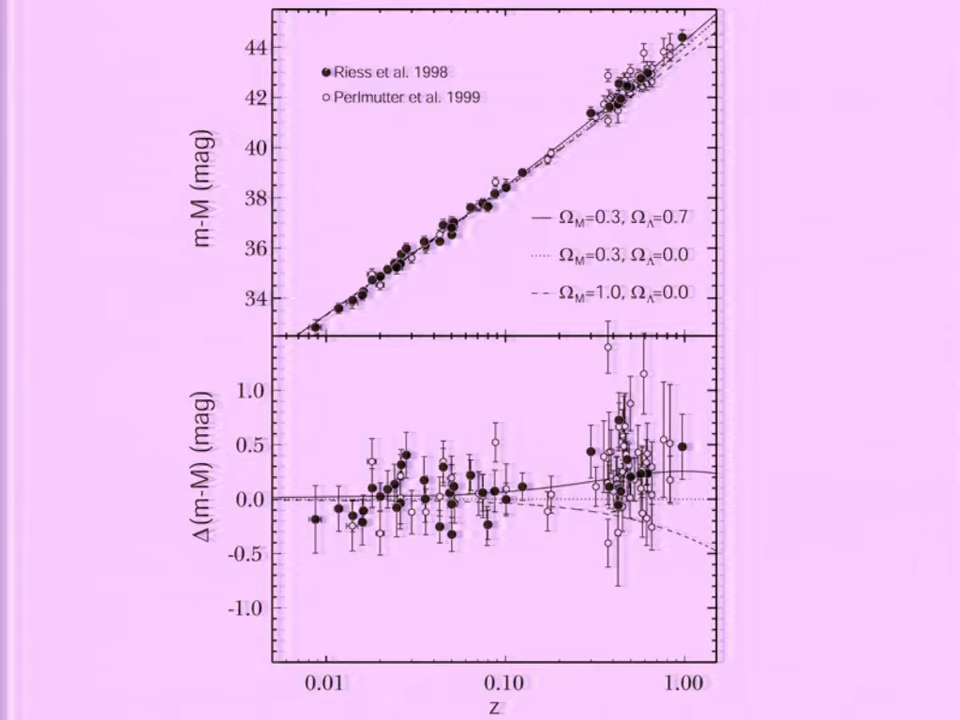 44
Riess et al. 1998
42
Perlmutter et al. 1999
40
m-M (mag)
38
Ω_M=0.3, Ω_Λ=0.7
36
Ω_M=0.3, Ω_Λ=0.0
34
Ω_M=1.0, Ω_Λ=0.0
1.0
0.5
Δ(m-M) (mag)
0.0
-0.5
-1.0
0.01 0.10 1.00
z